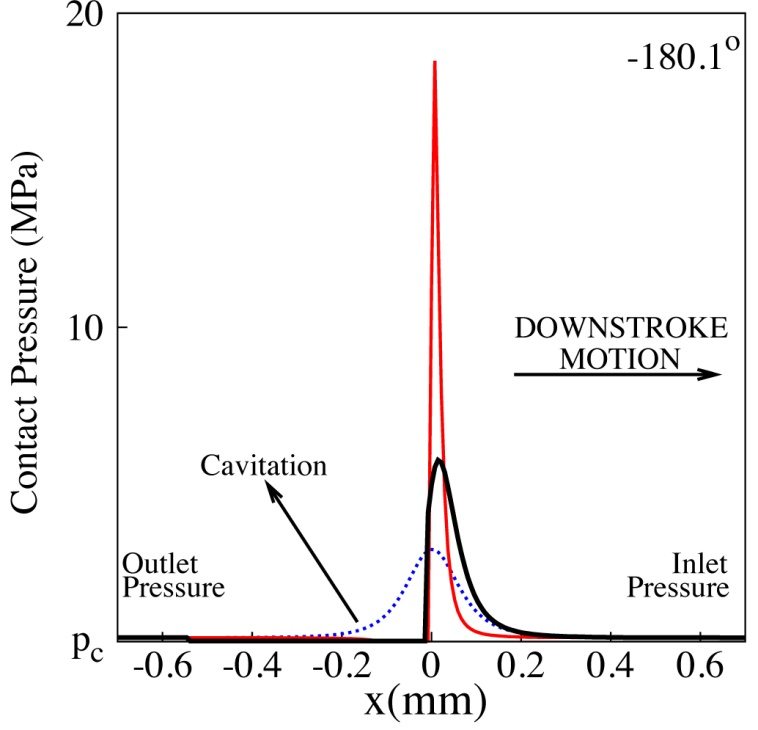 20
-180.1°
Contact Pressure (MPa)
10
DOWNSTROKE
MOTION
Cavitation
Outlet
Pressure
Inlet
Pressure
pc
-0.6 -0.4 -0.2 0 0.2 0.4 0.6
x(mm)